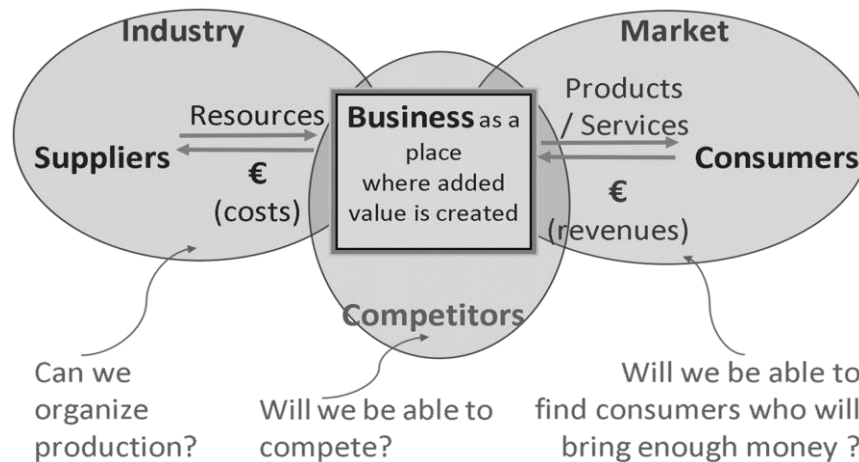 Industry
Market
Resources
Suppliers
€
(costs)
Business as a
place
where added
value is created
Products
/ Services
Consumers
€
(revenues)
Competitors
Can we
organize
production?
Will we be able to
compete?
Will we be able to
find consumers who will
bring enough money ?